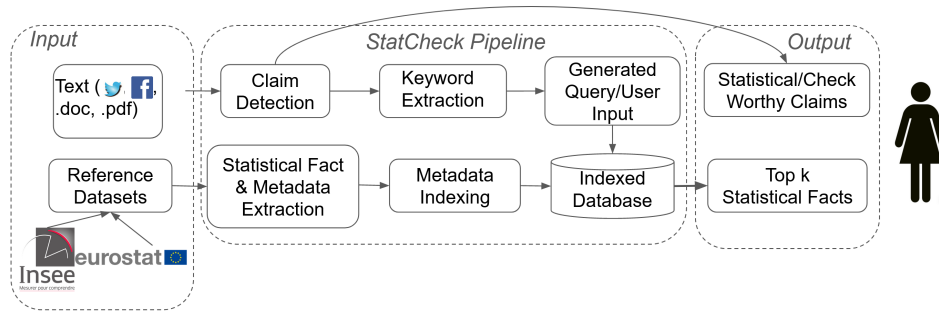 Input
StatCheck Pipeline
Output
Text ( , ,
.doc, .pdf)
Claim
Detection
Keyword
Extraction
Generated
Query/User
Input
Statistical/Check
Worthy Claims
Reference
Datasets
Statistical Fact
& Metadata
Extraction
Metadata
Indexing
Indexed
Database
Top k
Statistical Facts
Insee
Mesurer pour comprendre
eurostat